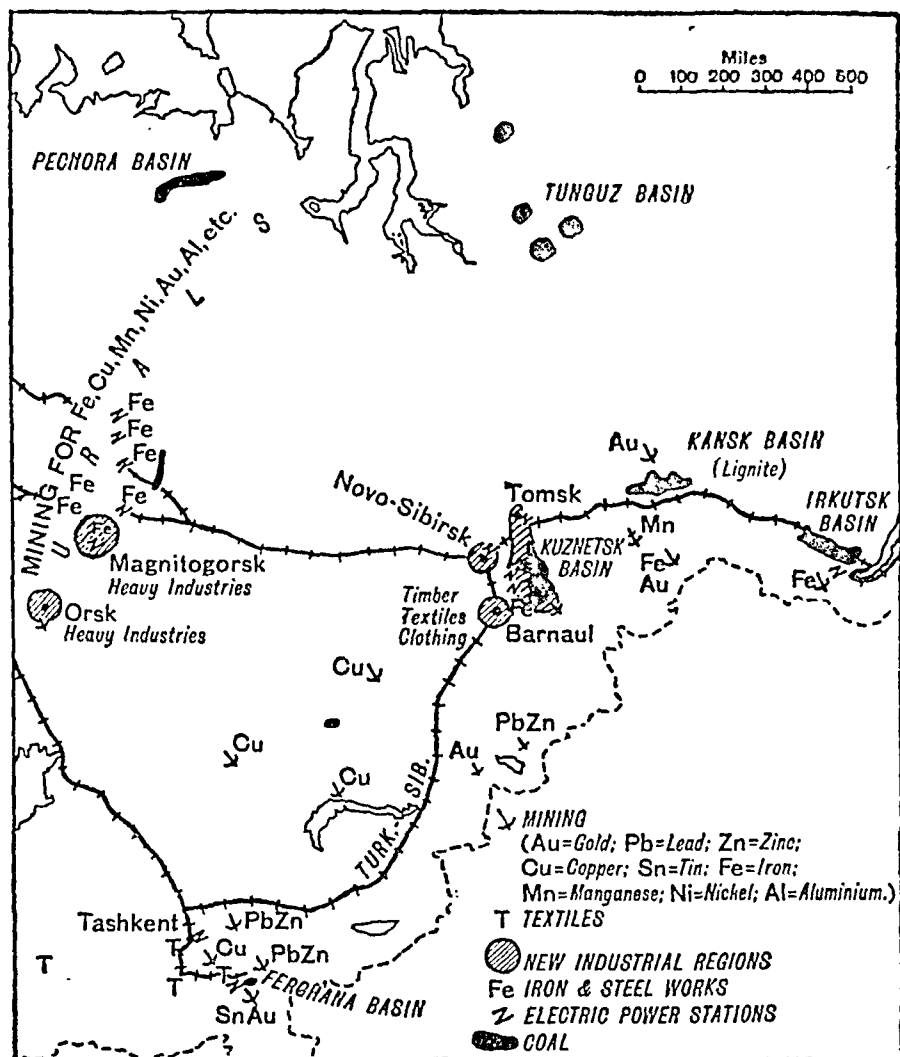 Miles
0 100 200 300 400 500
PECHORA BASIN
TUNGUZ BASIN
MINING FOR Fe, Cu, Mn, Ni, Au, Al, etc.
U R A L S
Fe
Fe
Fe
Fe
Fe
Fe
Fe
Magnitogorsk
Heavy Industries
Orsk
Heavy Industries
Novo-Sibirsk
Tomsk
KUZNETSK
BASIN
Timber
Textiles
Clothing
Fe
Barnaul
Au
KANSK BASIN
(Lignite)
Mn
Fe
Au
IRKUTSK
BASIN
Fe
Cu
Cu
Cu
Au
PbZn
TURK.-SIB.
Tashkent
PbZn
T
Cu
PbZn
T
T
T
FERGHANA BASIN
SnAu
MINING
(Au=Gold; Pb=Lead; Zn=Zinc;
Cu=Copper; Sn=Tin; Fe=Iron;
Mn=Manganese; Ni=Nickel; Al=Aluminium.)
T TEXTILES
NEW INDUSTRIAL REGIONS
Fe IRON & STEEL WORKS
ELECTRIC POWER STATIONS
COAL